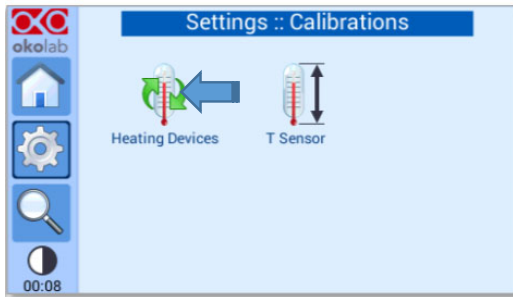 Settings :: Calibrations
okolab
Heating Devices
T Sensor
00:08